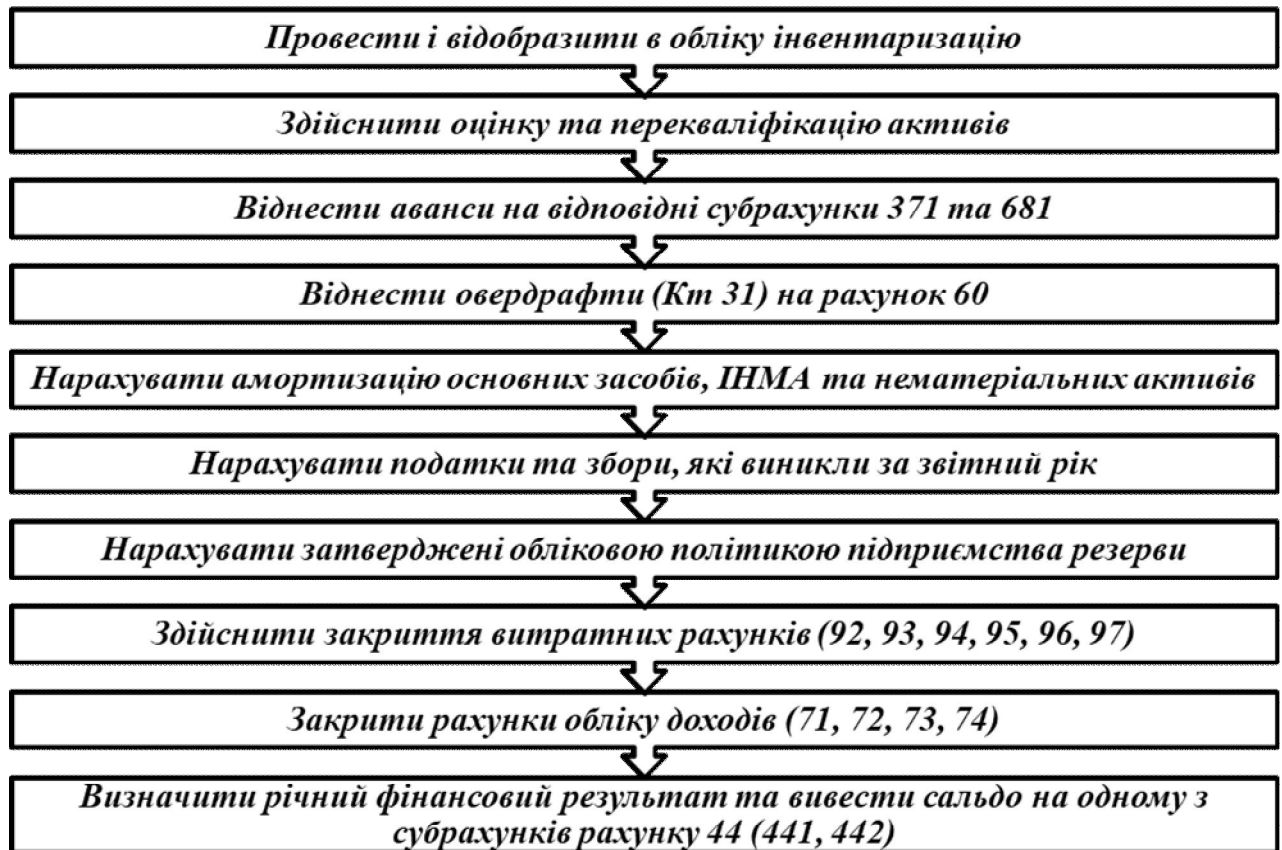 Провести і відобразити в обліку інвентаризацію
Здійснити оцінку та перекваліфікацію активів
Віднести аванси на відповідні субрахунки 371 та 681
Віднести овердрафти (Кт 31) на рахунок 60
Нарахувати амортизацію основних засобів, ІНМА та нематеріальних активів
Нарахувати податки та збори, які виникли за звітний рік
Нарахувати затверджені обліковою політикою підприємства резерви
Здійснити закриття витратних рахунків (92, 93, 94, 95, 96, 97)
Закрити рахунки обліку доходів (71, 72, 73, 74)
Визначити річний фінансовий результат та вивести сальдо на одному з
субрахунків рахунку 44 (441, 442)